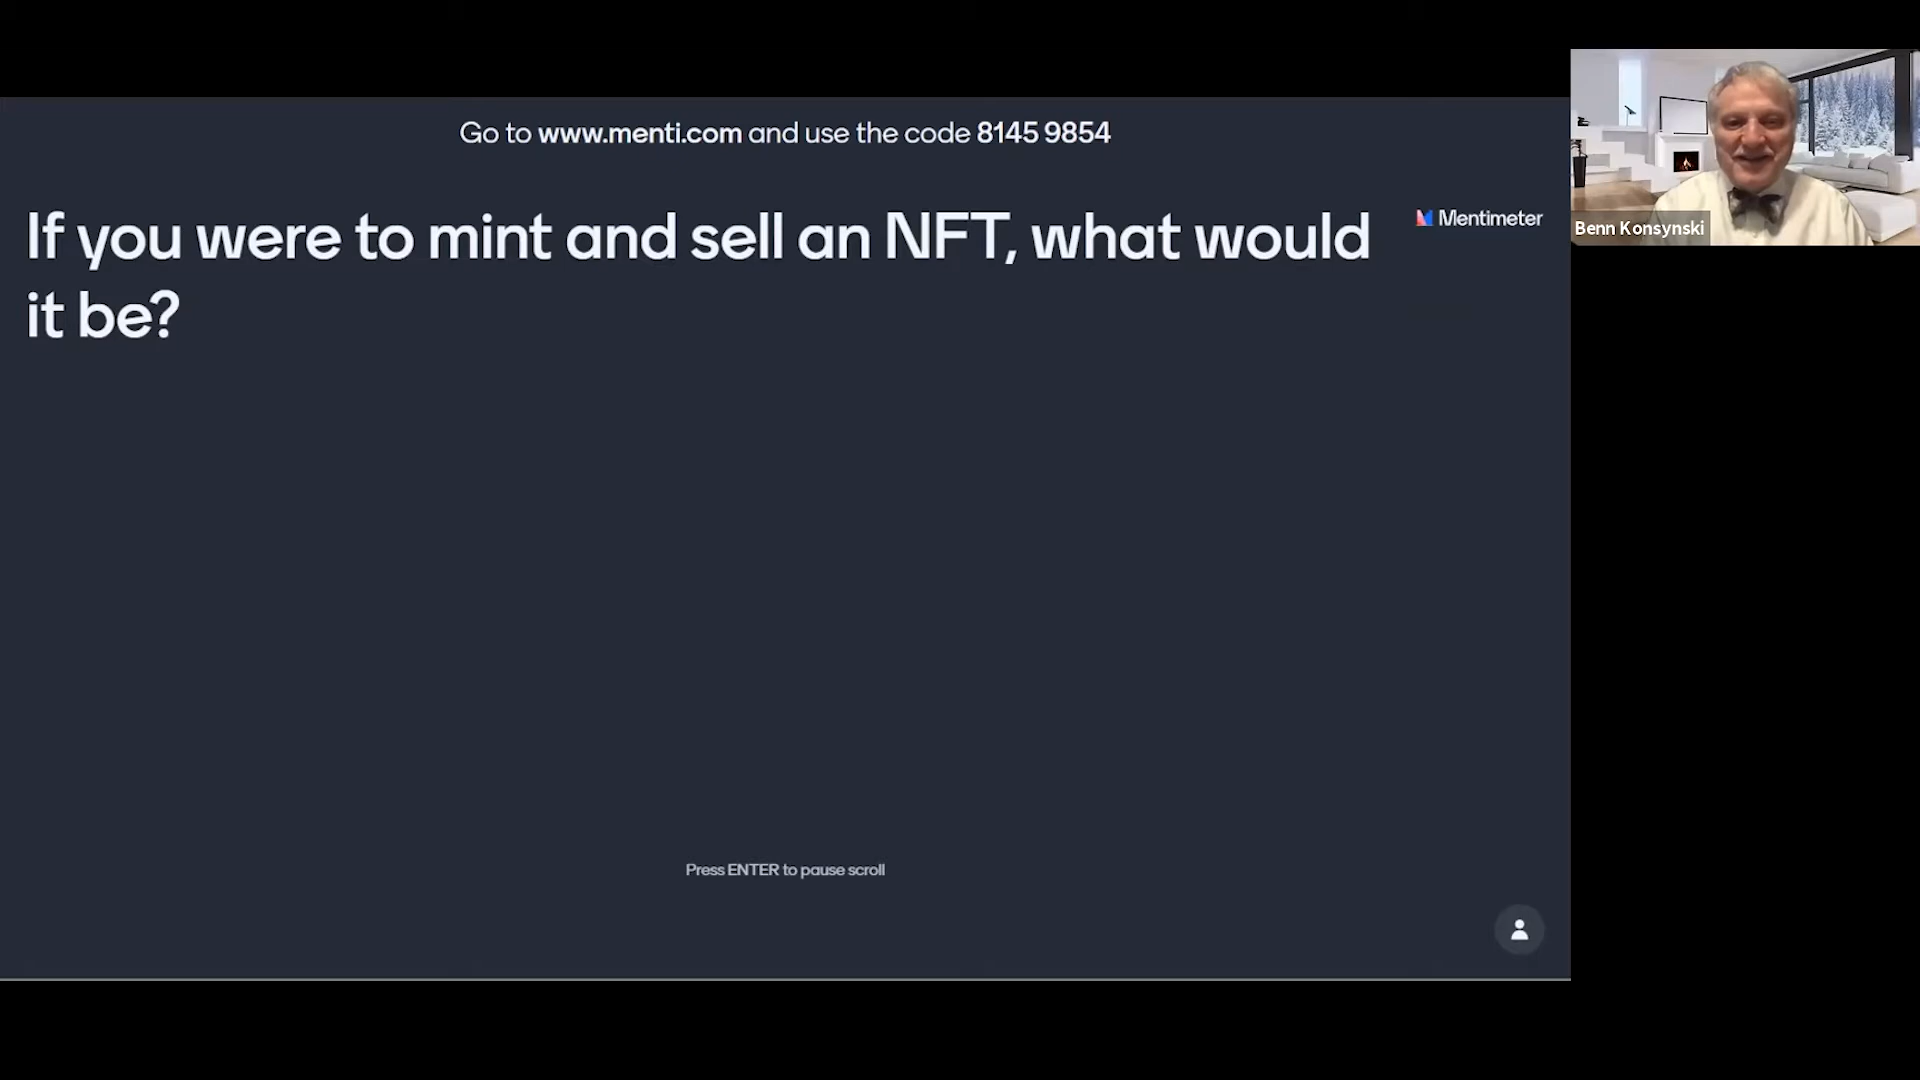 Go to www.menti.com and use the code 8145 9854
If you were to mint and sell an NFT, what would
it be?
Mentimeter
Benn Konsynski
Press ENTER to pause scroll